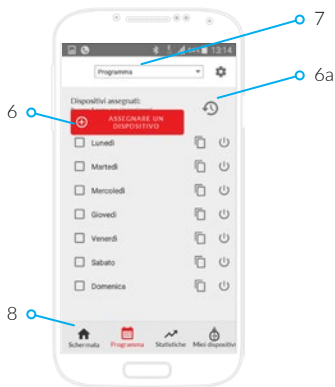 7
13:14
Programma
6a
Dispositivi assegnati:
6
ASSEGNARE UN
DISPOSITIVO
Lunedì
Martedì
Mercoledì
Giovedì
Venerdì
Sabato
Domenica
8
Schermata Programma Statistiche Miei dispositivi